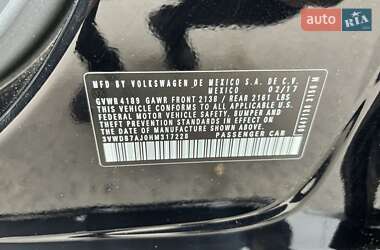 auto RIA
MFD BY VOLKSWAGEN DE MEXICO S.A. DE C.V.
MEXICO 02/17
GVWR 4189 GAWR FRONT 2138 / REAR 2161 LBS
THIS VEHICLE CONFORMS TO ALL APPLICABLE U.S.
FEDERAL MOTOR VEHICLE SAFETY, BUMPER AND
THEFT PREVENTION STANDARDS IN EFFECT ON THE
DATE OF MANUFACTURE SHOWN ABOVE.
3VWDB7AJ0HM317228 PASSENGER CAR